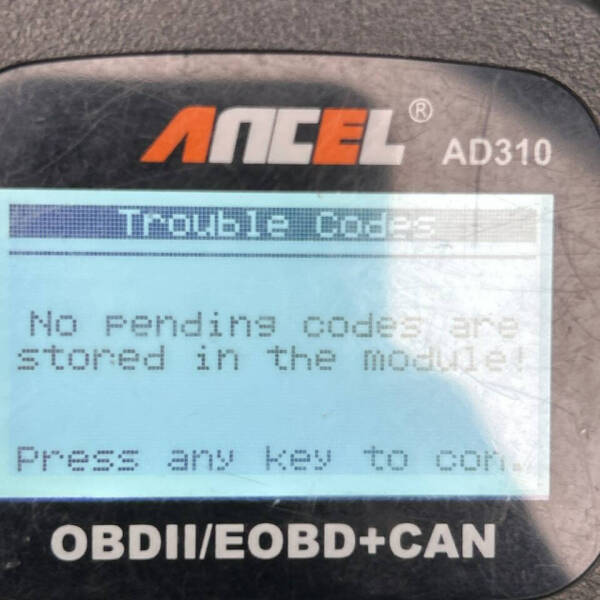 ANCEL®
AD310
Trouble Codes
No pending codes are
stored in the module!
Press any key to con.
OBDII/EOBD+CAN